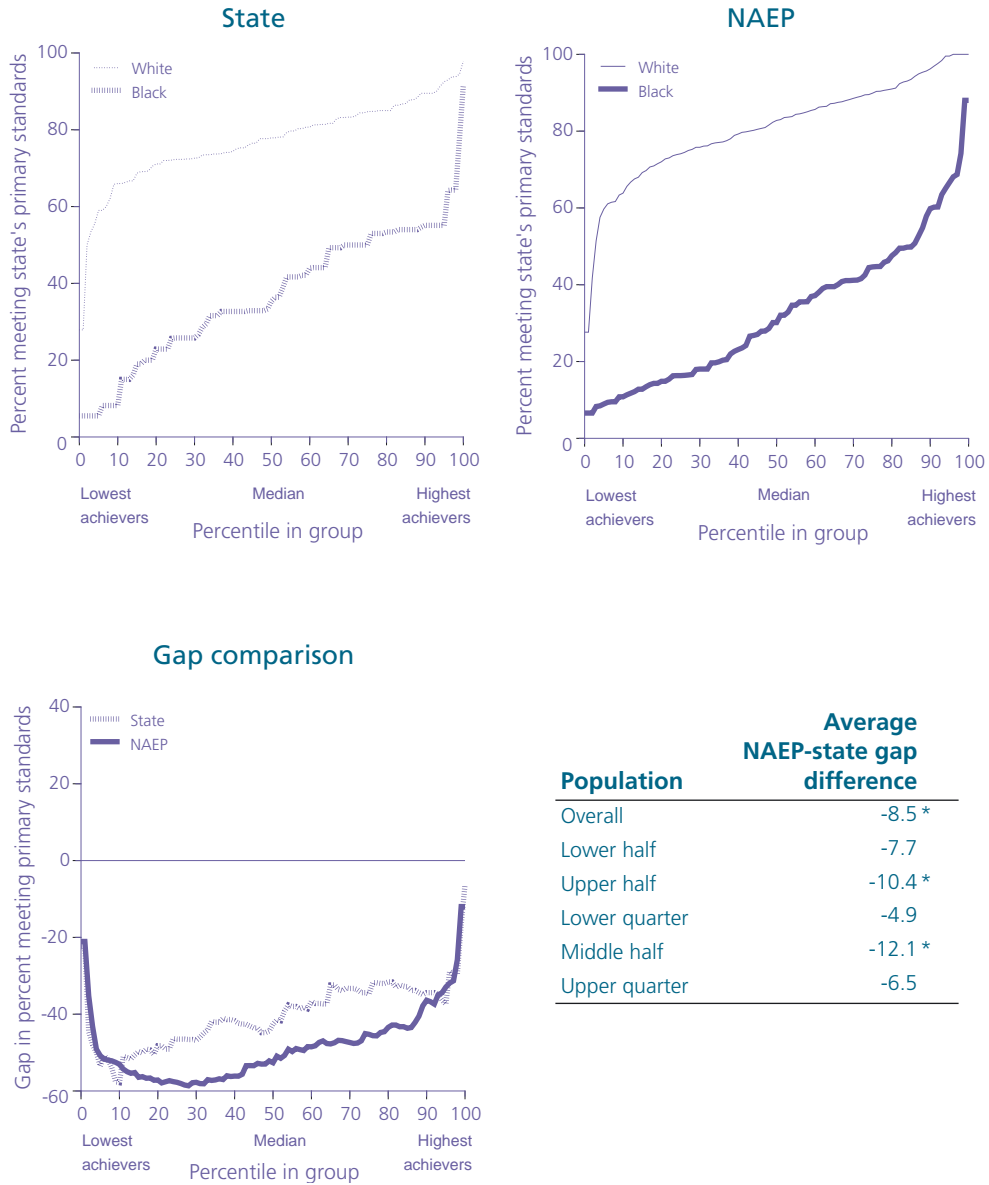 State
Percent meeting state's primary standards
100
80
60
40
20
0
White
Black
0 10 20 30 40 50 60 70 80 90 100
Lowest achievers
Median
Highest achievers
Percentile in group
NAEP
Percent meeting state's primary standards
100
80
60
40
20
0
White
Black
0 10 20 30 40 50 60 70 80 90 100
Lowest achievers
Median
Highest achievers
Percentile in group
Gap comparison
Gap in percent meeting primary standards
40
20
0
-20
-40
-60
State
NAEP
0 10 20 30 40 50 60 70 80 90 100
Lowest achievers
Median
Highest achievers
Percentile in group
Average
NAEP-state gap
Population difference
Overall -8.5 *
Lower half -7.7
Upper half -10.4 *
Lower quarter -4.9
Middle half -12.1 *
Upper quarter -6.5